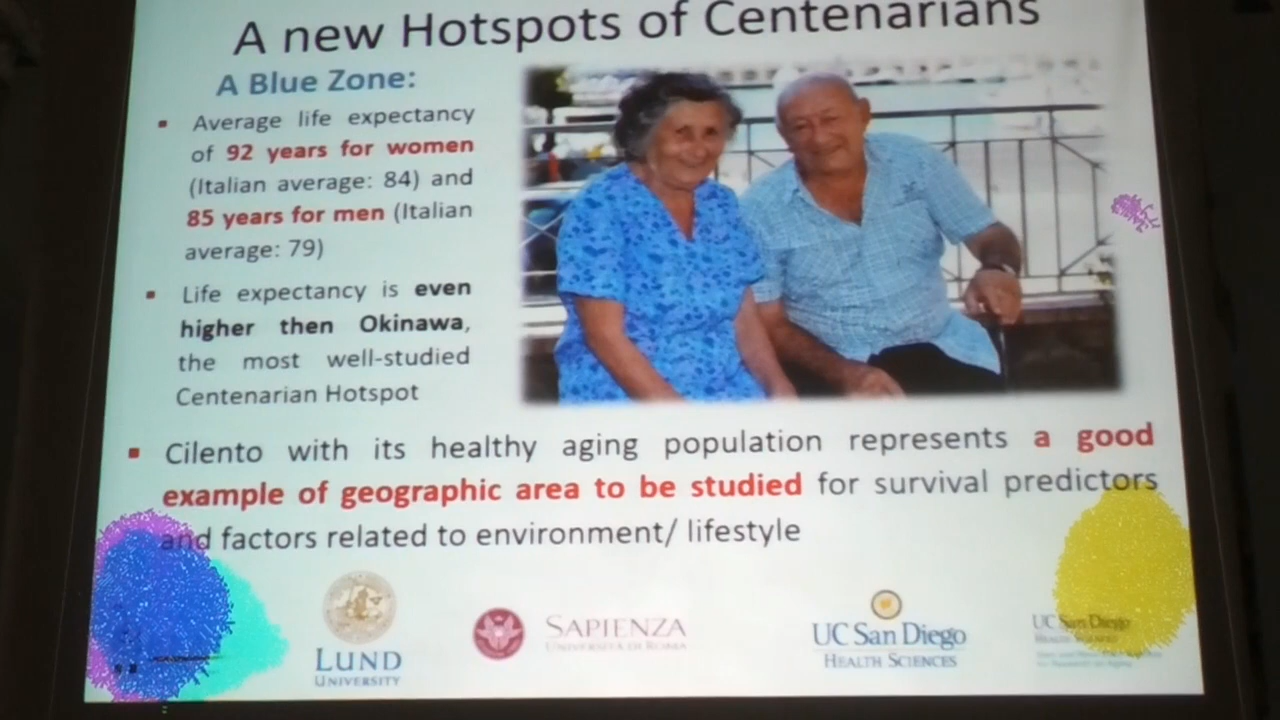 A new Hotspots of Centenarians
A Blue Zone:
▪ Average life expectancy
of 92 years for women
(Italian average: 84) and
85 years for men (Italian
average: 79)
▪ Life expectancy is even
higher then Okinawa,
the most well-studied
Centenarian Hotspot
▪ Cilento with its healthy aging population represents a good
example of geographic area to be studied for survival predictors
and factors related to environment/ lifestyle
LUND
UNIVERSITY
SAPIENZA
UNIVERSITÀ DI ROMA
UC San Diego
HEALTH SCIENCES
UC San Diego